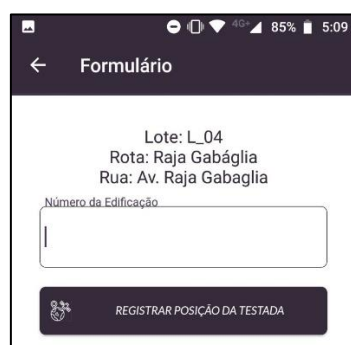 4G+ 85% 5:09
Formulário
Lote: L_04
Rota: Raja Gabáglia
Rua: Av. Raja Gabaglia
Número da Edificação
REGISTRAR POSIÇÃO DA TESTADA